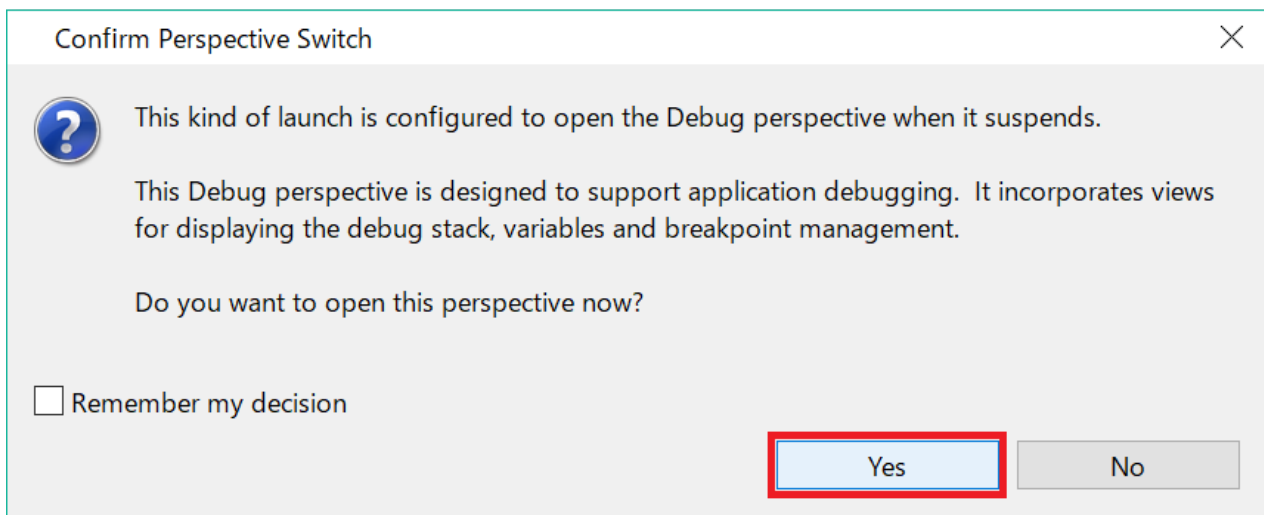 Confirm Perspective Switch
This kind of launch is configured to open the Debug perspective when it suspends.
This Debug perspective is designed to support application debugging.  It incorporates views
for displaying the debug stack, variables and breakpoint management.
Do you want to open this perspective now?
Remember my decision
Yes
No